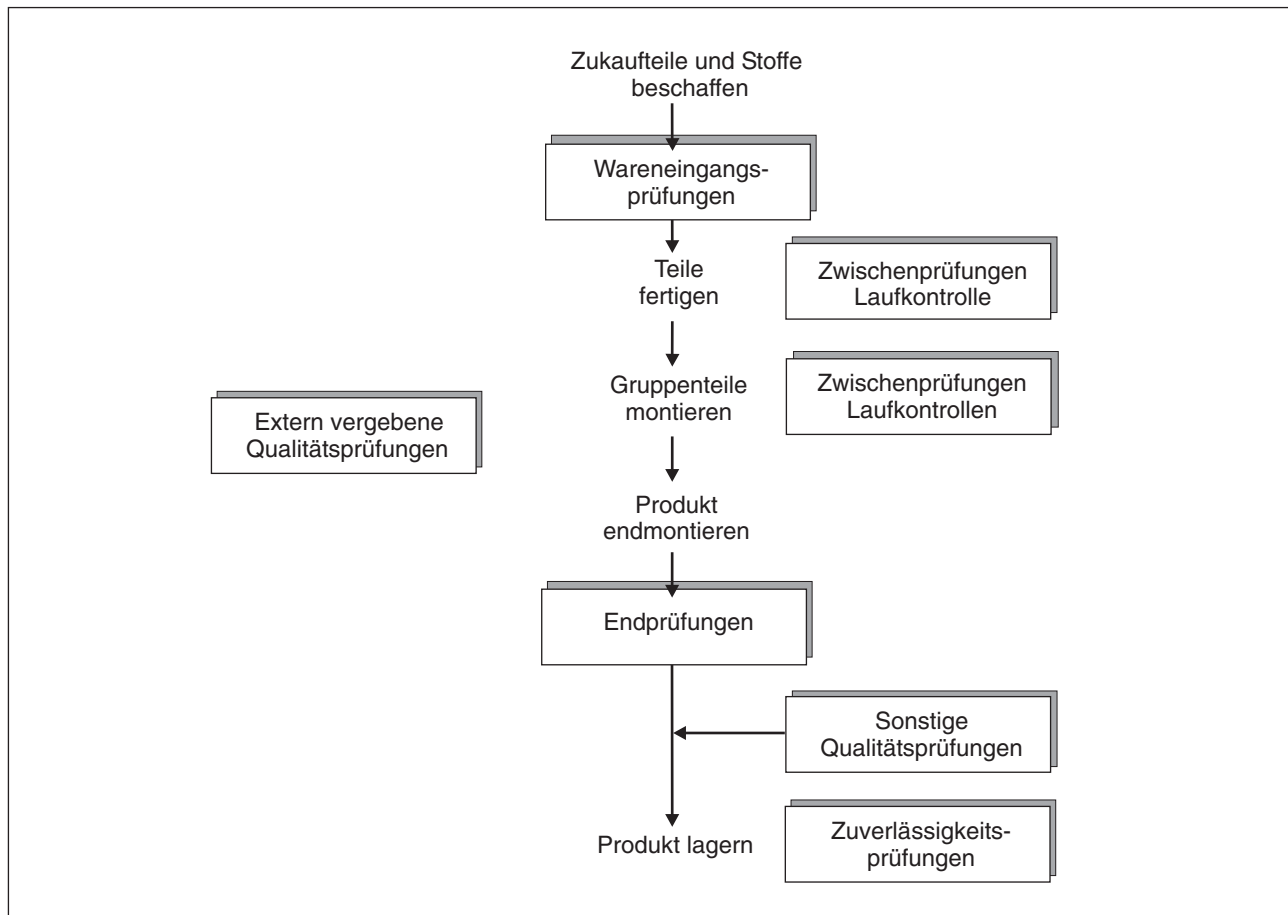 Zukaufteile und Stoffe
beschaffen
Wareneingangs-
prüfungen
Teile
fertigen
Zwischenprüfungen
Laufkontrolle
Gruppenteile
montieren
Zwischenprüfungen
Laufkontrollen
Extern vergebene
Qualitätsprüfungen
Produkt
endmontieren
Endprüfungen
Sonstige
Qualitätsprüfungen
Produkt lagern
Zuverlässigkeits-
prüfungen